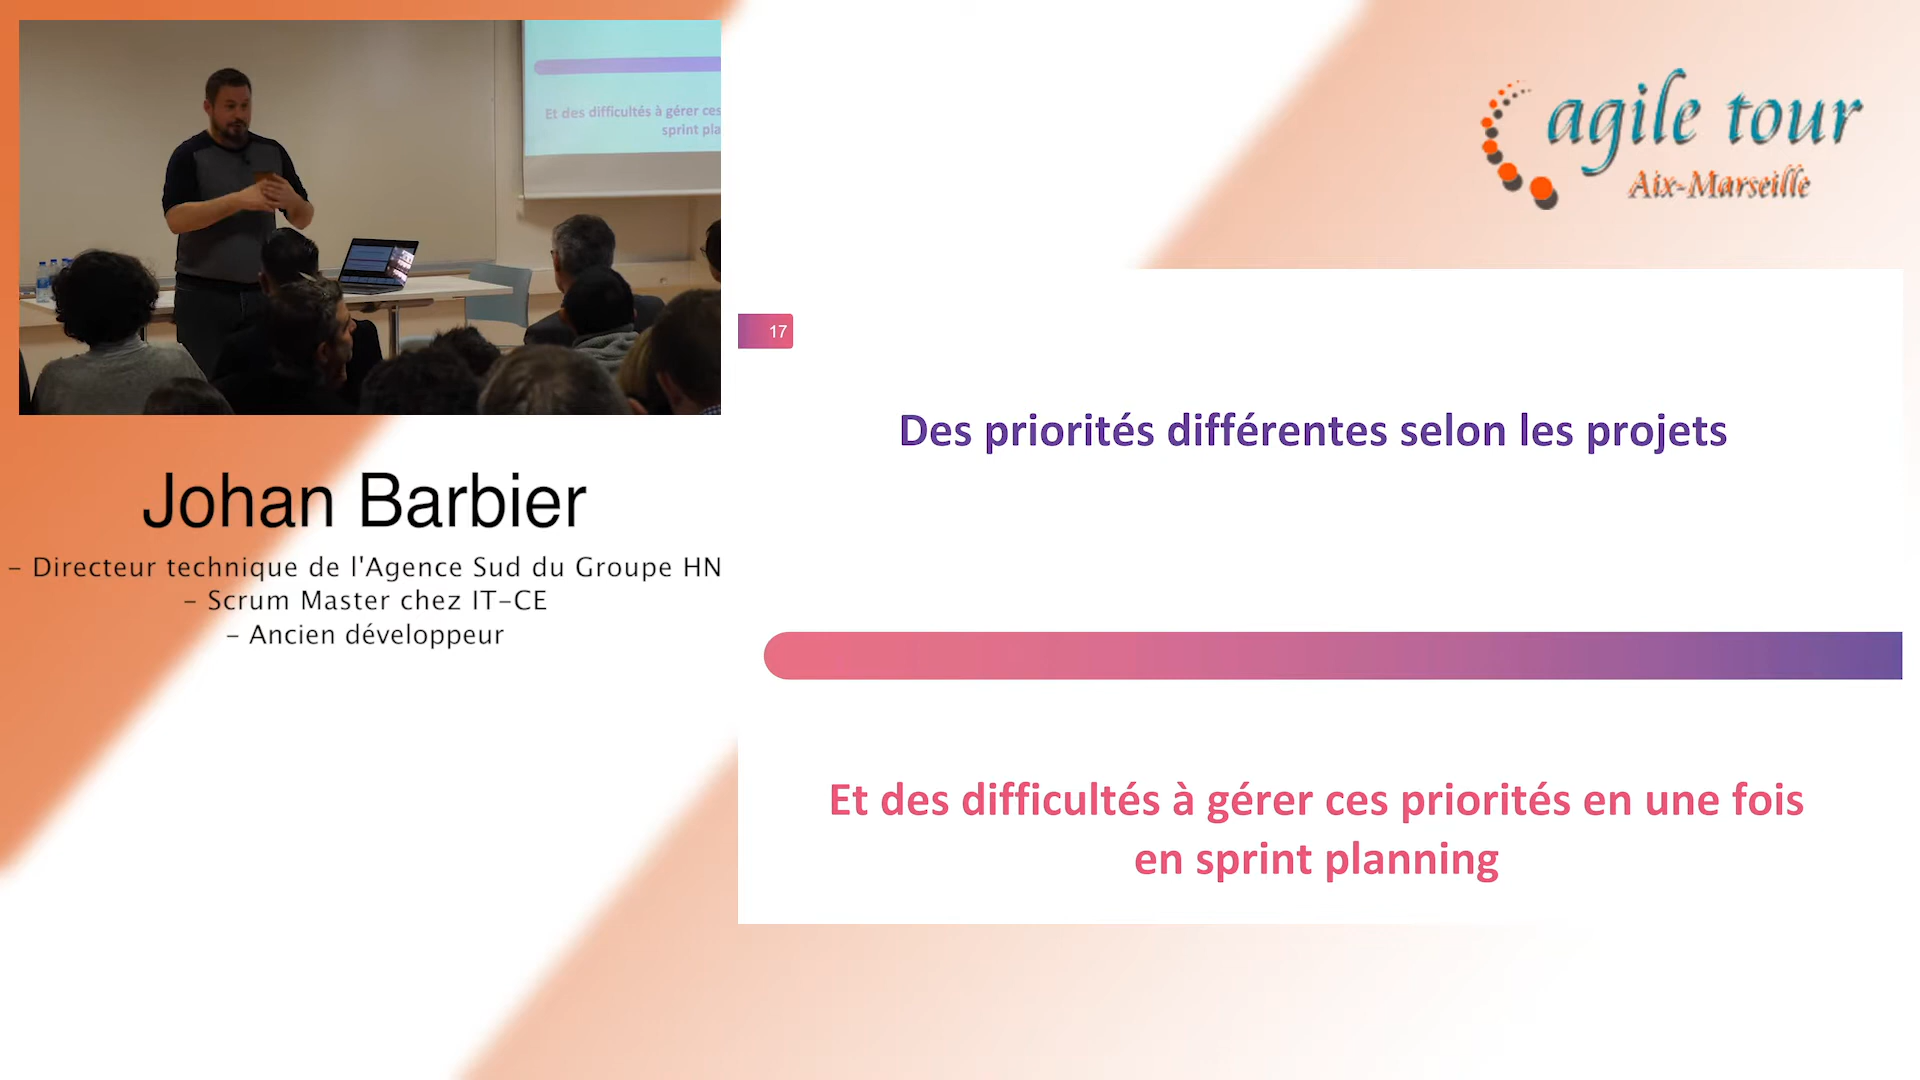 Et des difficultés à gérer ces
sprint pla
agile tour
Aix-Marseille
17
Des priorités différentes selon les projets
Et des difficultés à gérer ces priorités en une fois
en sprint planning
Johan Barbier
- Directeur technique de l'Agence Sud du Groupe HN
- Scrum Master chez IT-CE
- Ancien développeur